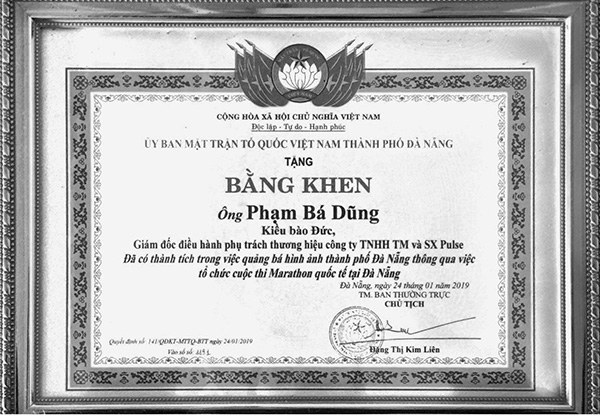 CỘNG HÒA XÃ HỘI CHỦ NGHĨA VIỆT NAM
Độc lập - Tự do - Hạnh phúc
ỦY BAN MẶT TRẬN TỔ QUỐC VIỆT NAM THÀNH PHỐ ĐÀ NẴNG
TẶNG
BẰNG KHEN
Ông Phạm Bá Dũng
Kiều bào Đức,
Giám đốc điều hành phụ trách thương hiệu công ty TNHH TM và SX Pulse
Đã có thành tích trong việc quảng bá hình ảnh thành phố Đà Nẵng thông qua việc
tổ chức cuộc thi Marathon quốc tế tại Đà Nẵng
Đà Nẵng, ngày 24 tháng 01 năm 2019
TM. BAN THƯỜNG TRỰC
CHỦ TỊCH
Quyết định số: 141/QĐKT-MTTQ-BTT ngày 24/01/2019
Vào sổ số:
Đặng Thị Kim Liên